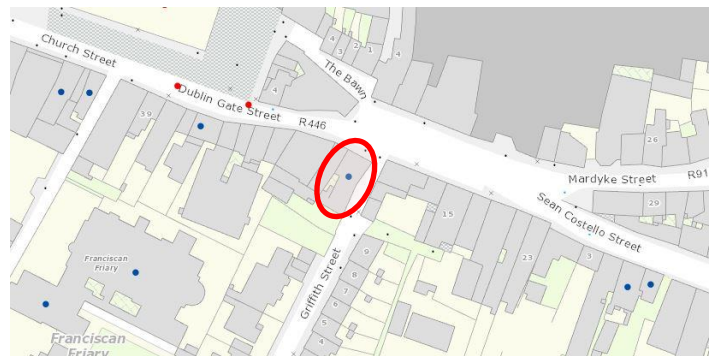 Church Street
Dublin Gate Street
R446
The Bawn
4
3
2
1
4
4
39
26
Mardyke Street
R91
29
Sean Costello Street
15
23
3
Griffith Street
9
8
7
6
5
Franciscan
Friary
Franciscan
Friary